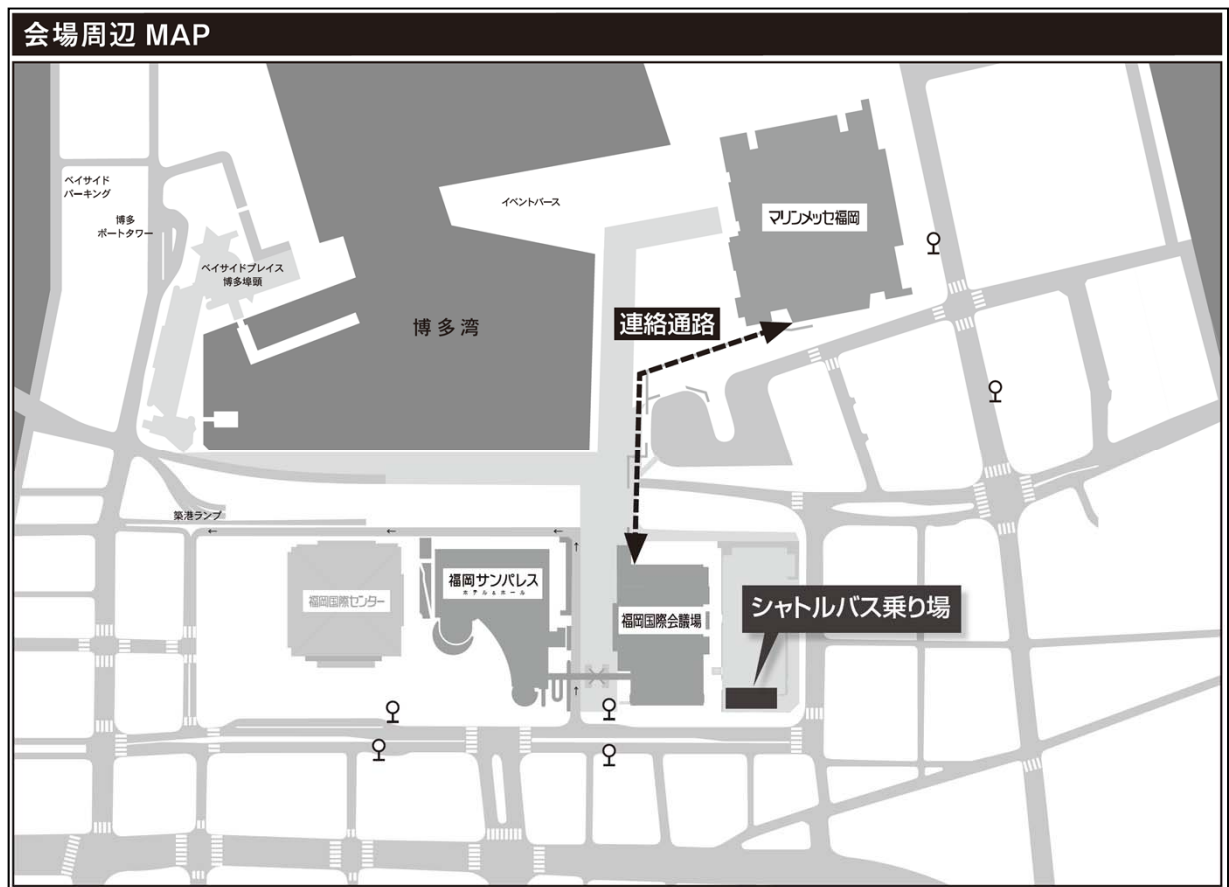 会場周辺 MAP
ベイサイド
パーキング
博多
ポートタワー
ベイサイドプレイス
博多埠頭
イベントバース
マリンメッセ福岡
博多湾
連絡通路
築港ランプ
←
←
←
↑
福岡国際センター
福岡サンパレス
ホテル&ホール
福岡国際会議場
シャトルバス乗り場
↑